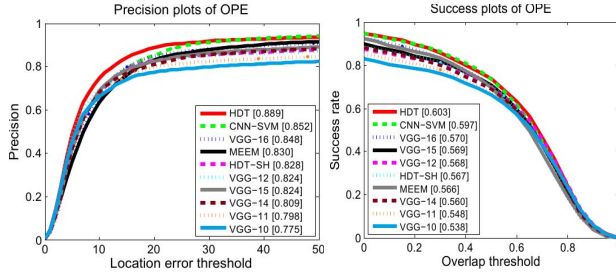 Precision plots of OPE
Precision
1
0.8
0.6
0.4
0.2
0
0 10 20 30 40 50
Location error threshold
HDT [0.889]
CNN-SVM [0.852]
VGG-16 [0.848]
MEEM [0.830]
HDT-SH [0.828]
VGG-12 [0.824]
VGG-15 [0.824]
VGG-14 [0.809]
VGG-11 [0.798]
VGG-10 [0.775]
Success plots of OPE
Success rate
1
0.8
0.6
0.4
0.2
0
0 0.2 0.4 0.6 0.8
Overlap threshold
HDT [0.603]
CNN-SVM [0.597]
VGG-16 [0.570]
VGG-15 [0.569]
VGG-12 [0.568]
HDT-SH [0.567]
MEEM [0.566]
VGG-14 [0.560]
VGG-11 [0.548]
VGG-10 [0.538]